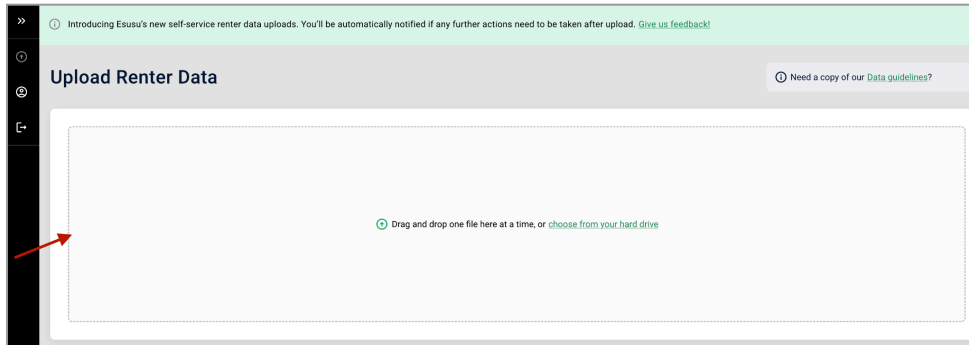 Introducing Esusu's new self-service renter data uploads. You'll be automatically notified if any further actions need to be taken after upload. Give us feedback!
Upload Renter Data
Need a copy of our Data guidelines?
Drag and drop one file here at a time, or choose from your hard drive